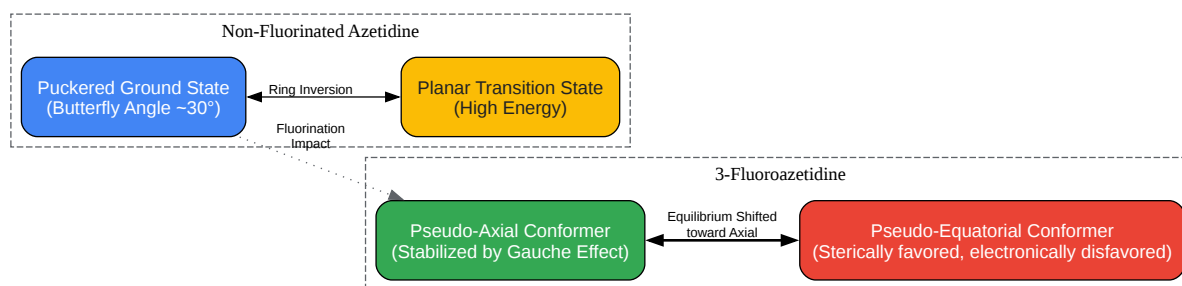 Non-Fluorinated Azetidine
Puckered Ground State
(Butterfly Angle ~30°)
Ring Inversion
Planar Transition State
(High Energy)
Fluorination
Impact
3-Fluoroazetidine
Pseudo-Axial Conformer
(Stabilized by Gauche Effect)
Equilibrium Shifted
toward Axial
Pseudo-Equatorial Conformer
(Sterically favored, electronically disfavored)